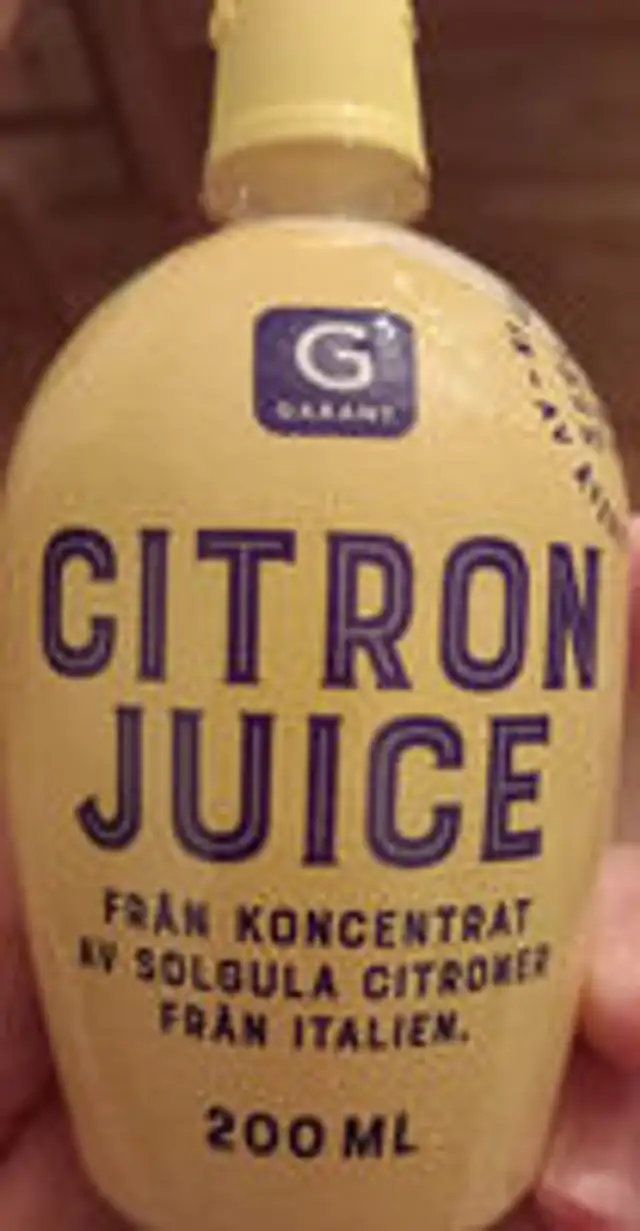 G
GARANT
CITRON
JUICE
FRÅN KONCENTRAT
AV SOLGULA CITRONER
FRÅN ITALIEN.
200 ML